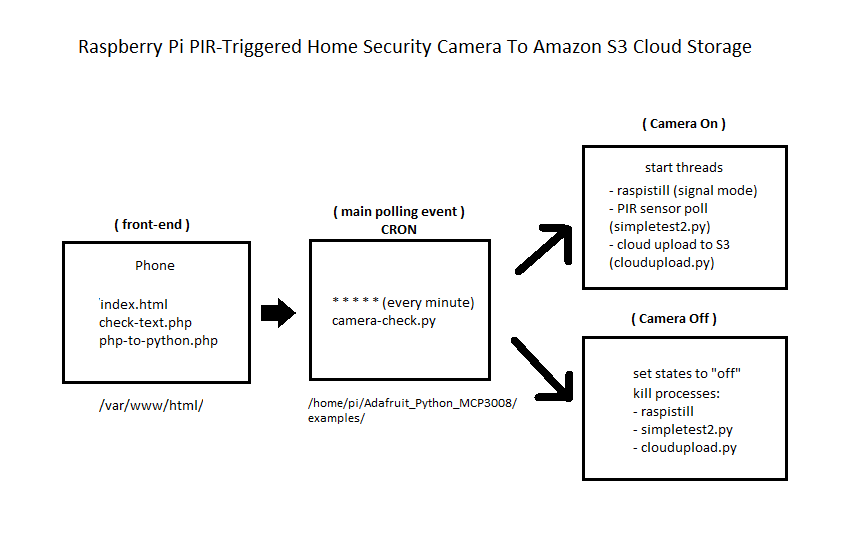 Raspberry Pi PIR-Triggered Home Security Camera To Amazon S3 Cloud Storage
( front-end )
Phone
index.html
check-text.php
php-to-python.php
/var/www/html/
( main polling event )
CRON
* * * * * (every minute)
camera-check.py
/home/pi/Adafruit_Python_MCP3008/
examples/
( Camera On )
start threads
- raspistill (signal mode)
- PIR sensor poll
(simpletest2.py)
- cloud upload to S3
(cloudupload.py)
( Camera Off )
set states to "off"
kill processes:
- raspistill
- simpletest2.py
- cloudupload.py